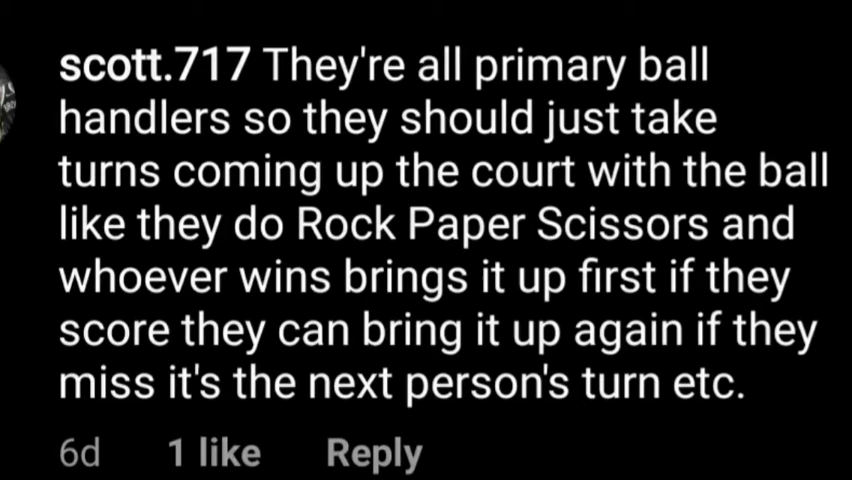 scott.717 They're all primary ball
handlers so they should just take
turns coming up the court with the ball
like they do Rock Paper Scissors and
whoever wins brings it up first if they
score they can bring it up again if they
miss it's the next person's turn etc.
6d 1 like Reply